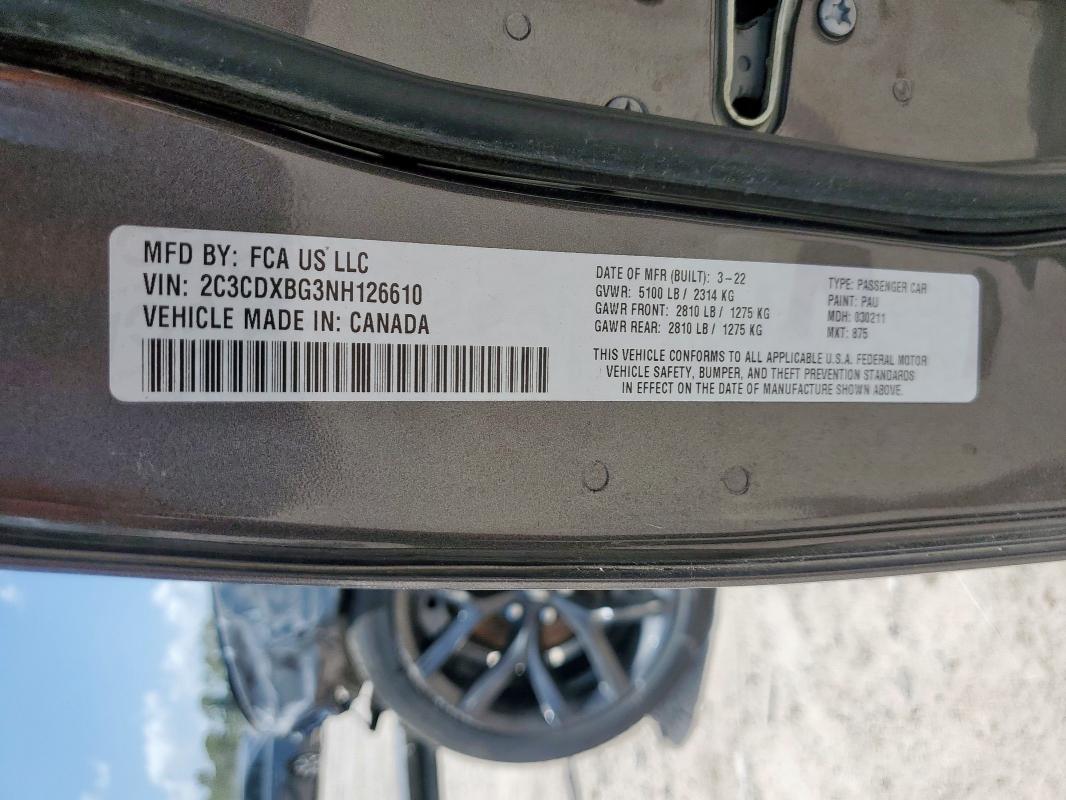 MFD BY: FCA US LLC
VIN: 2C3CDXBG3NH126610
VEHICLE MADE IN: CANADA
DATE OF MFR (BUILT): 3-22
GVWR: 5100 LB / 2314 KG
GAWR FRONT: 2810 LB / 1275 KG
GAWR REAR: 2810 LB / 1275 KG
TYPE: PASSENGER CAR
PAINT: PAU
MDH: 030211
MKT: 875
THIS VEHICLE CONFORMS TO ALL APPLICABLE U.S.A. FEDERAL MOTOR
VEHICLE SAFETY, BUMPER, AND THEFT PREVENTION STANDARDS
IN EFFECT ON THE DATE OF MANUFACTURE SHOWN ABOVE.